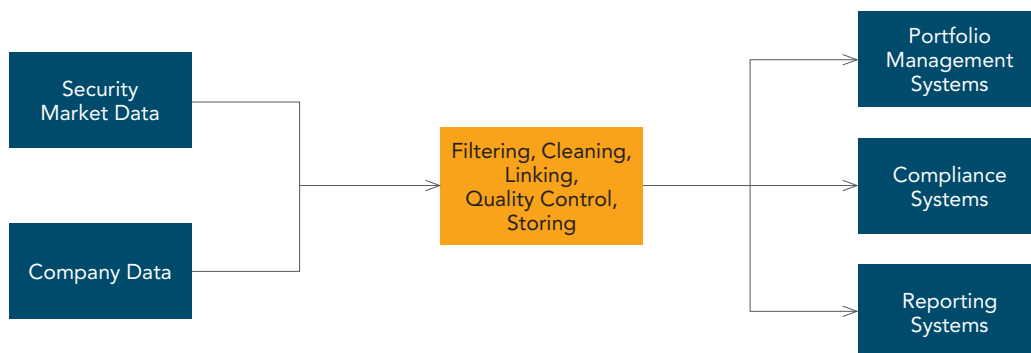 Security
Market Data
Company Data
Filtering, Cleaning,
Linking,
Quality Control,
Storing
Portfolio
Management
Systems
Compliance
Systems
Reporting
Systems